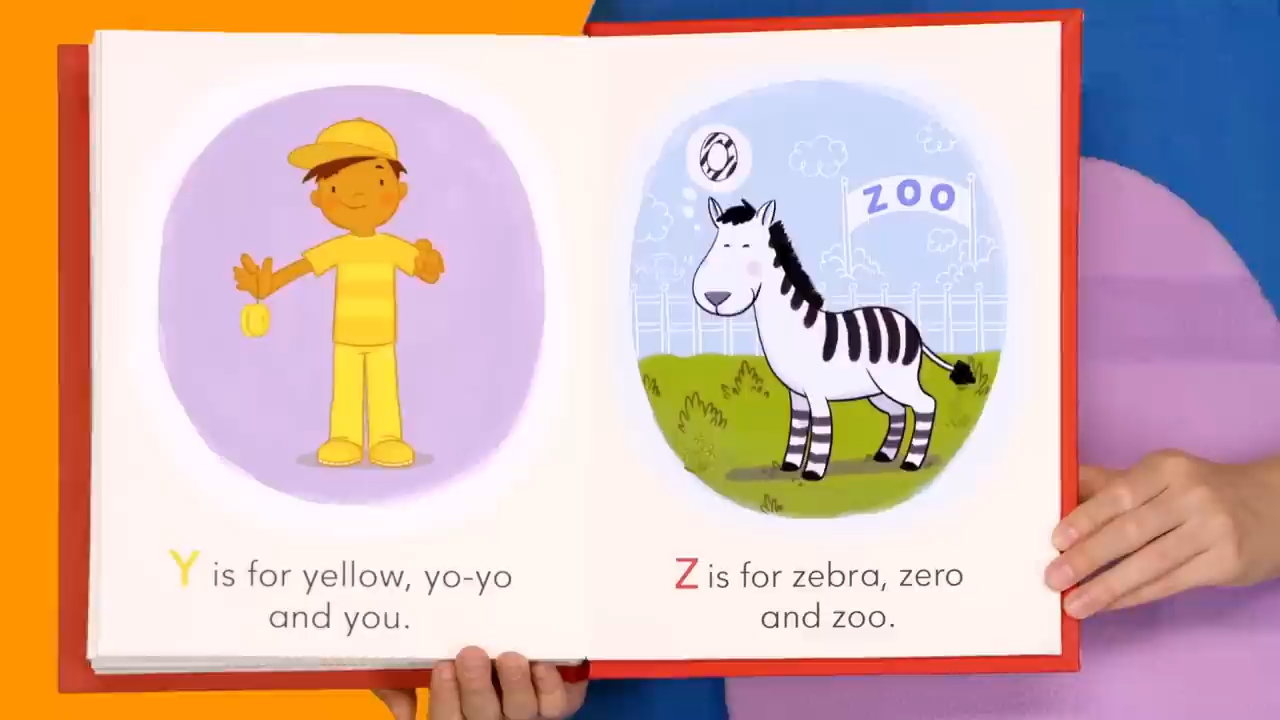 ZOO
Y is for yellow, yo-yo
and you.
Z is for zebra, zero
and zoo.